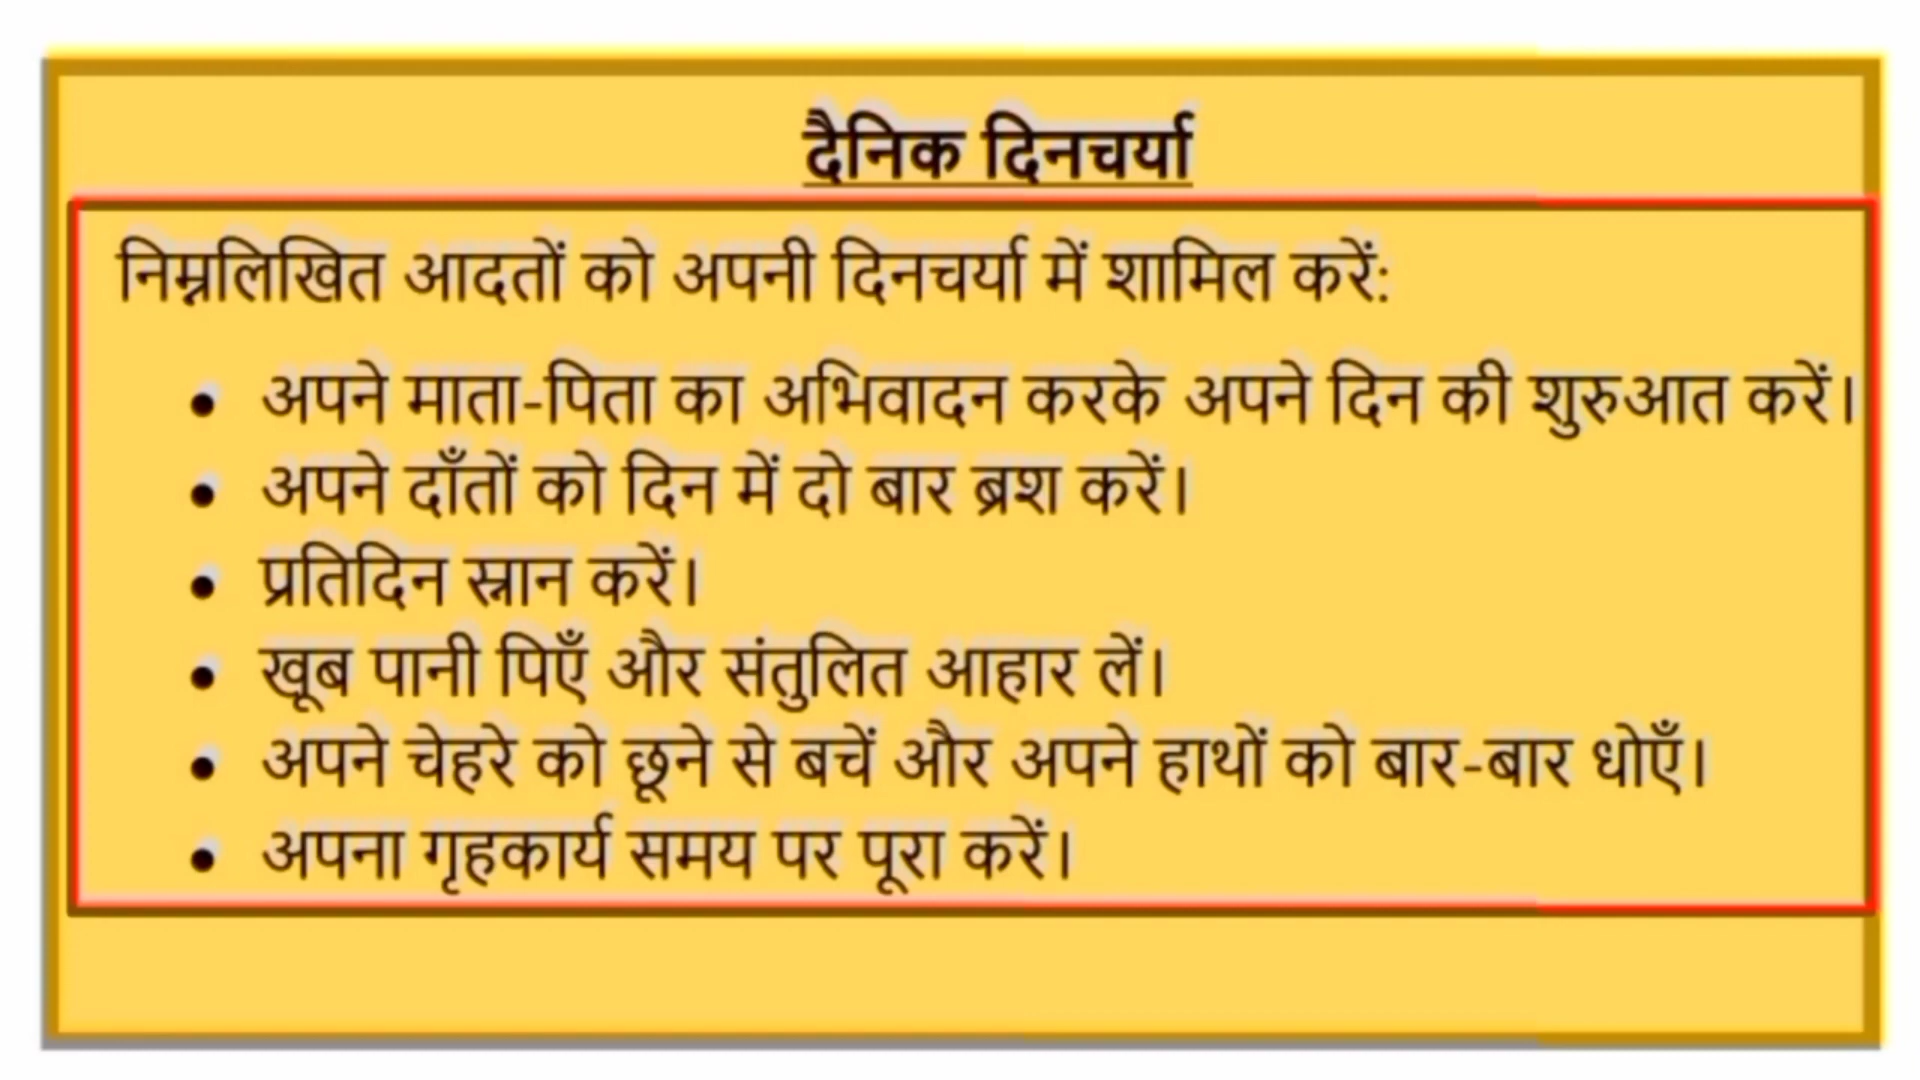 दैनिक दिनचर्या
निम्नलिखित आदतों को अपनी दिनचर्या में शामिल करें:
• अपने माता-पिता का अभिवादन करके अपने दिन की शुरुआत करें।
• अपने दाँतों को दिन में दो बार ब्रश करें।
• प्रतिदिन स्नान करें।
• खूब पानी पिएँ और संतुलित आहार लें।
• अपने चेहरे को छूने से बचें और अपने हाथों को बार-बार धोएँ।
• अपना गृहकार्य समय पर पूरा करें।